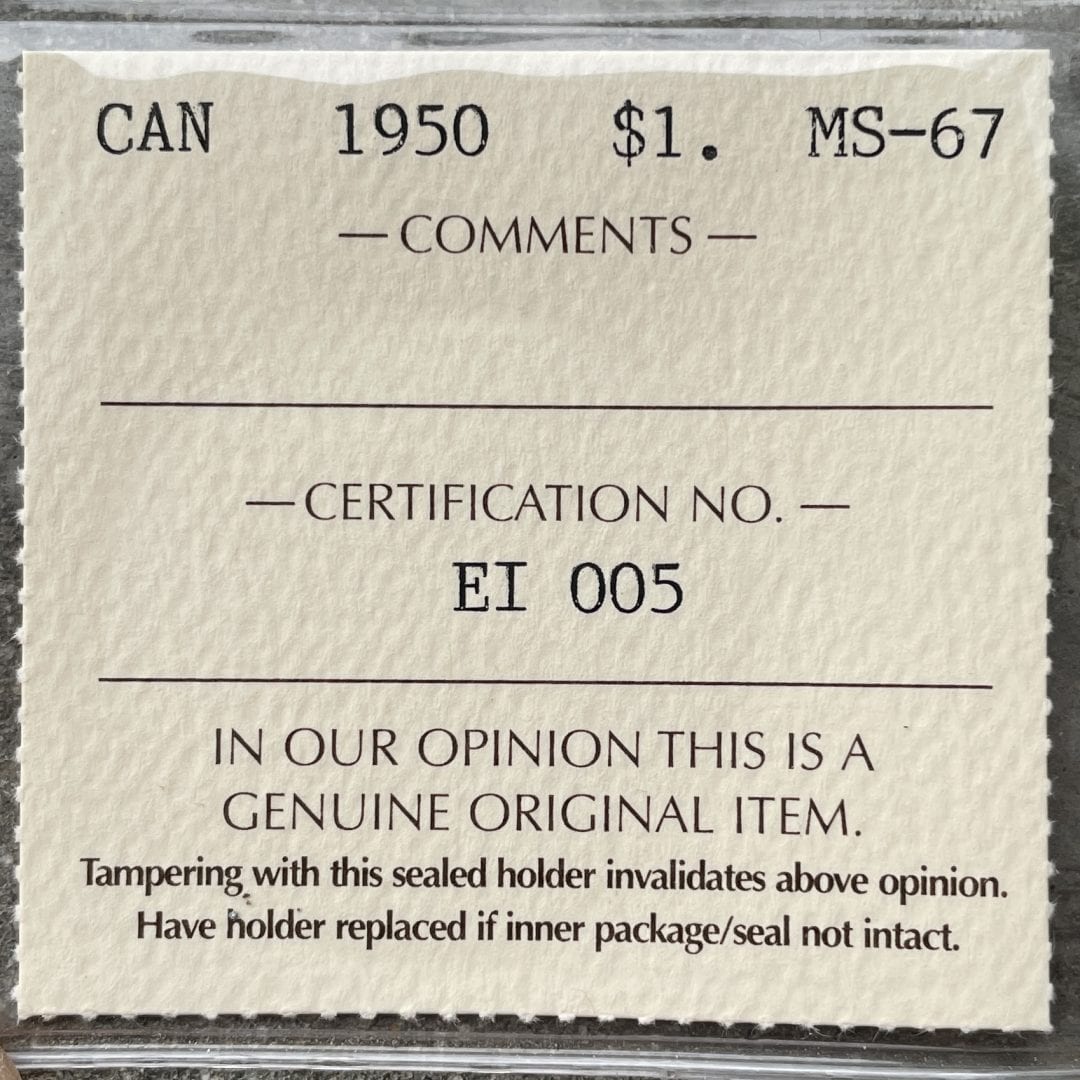 CAN 1950 $1. MS-67
— COMMENTS —
— CERTIFICATION NO. —
EI 005
IN OUR OPINION THIS IS A
GENUINE ORIGINAL ITEM.
Tampering with this sealed holder invalidates above opinion.
Have holder replaced if inner package/seal not intact.